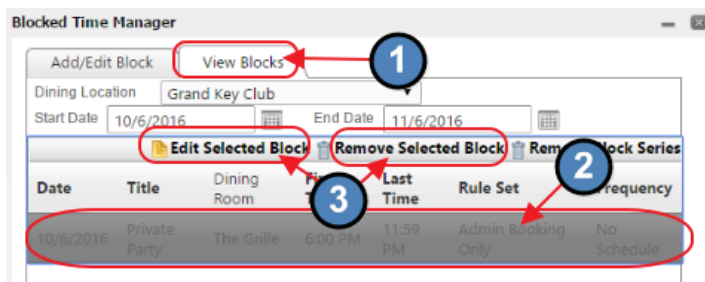 Blocked Time Manager
Add/Edit Block View Blocks
1
Dining Location Grand Key Club
Start Date 10/6/2016 End Date 11/6/2016
Edit Selected Block Remove Selected Block Block Series
2
Date Title Dining Room Last Time Rule Set Frequency
3
10/6/2016 Private Party The Grille 6:00 PM 11:59 PM Admin Booking Only No Schedule